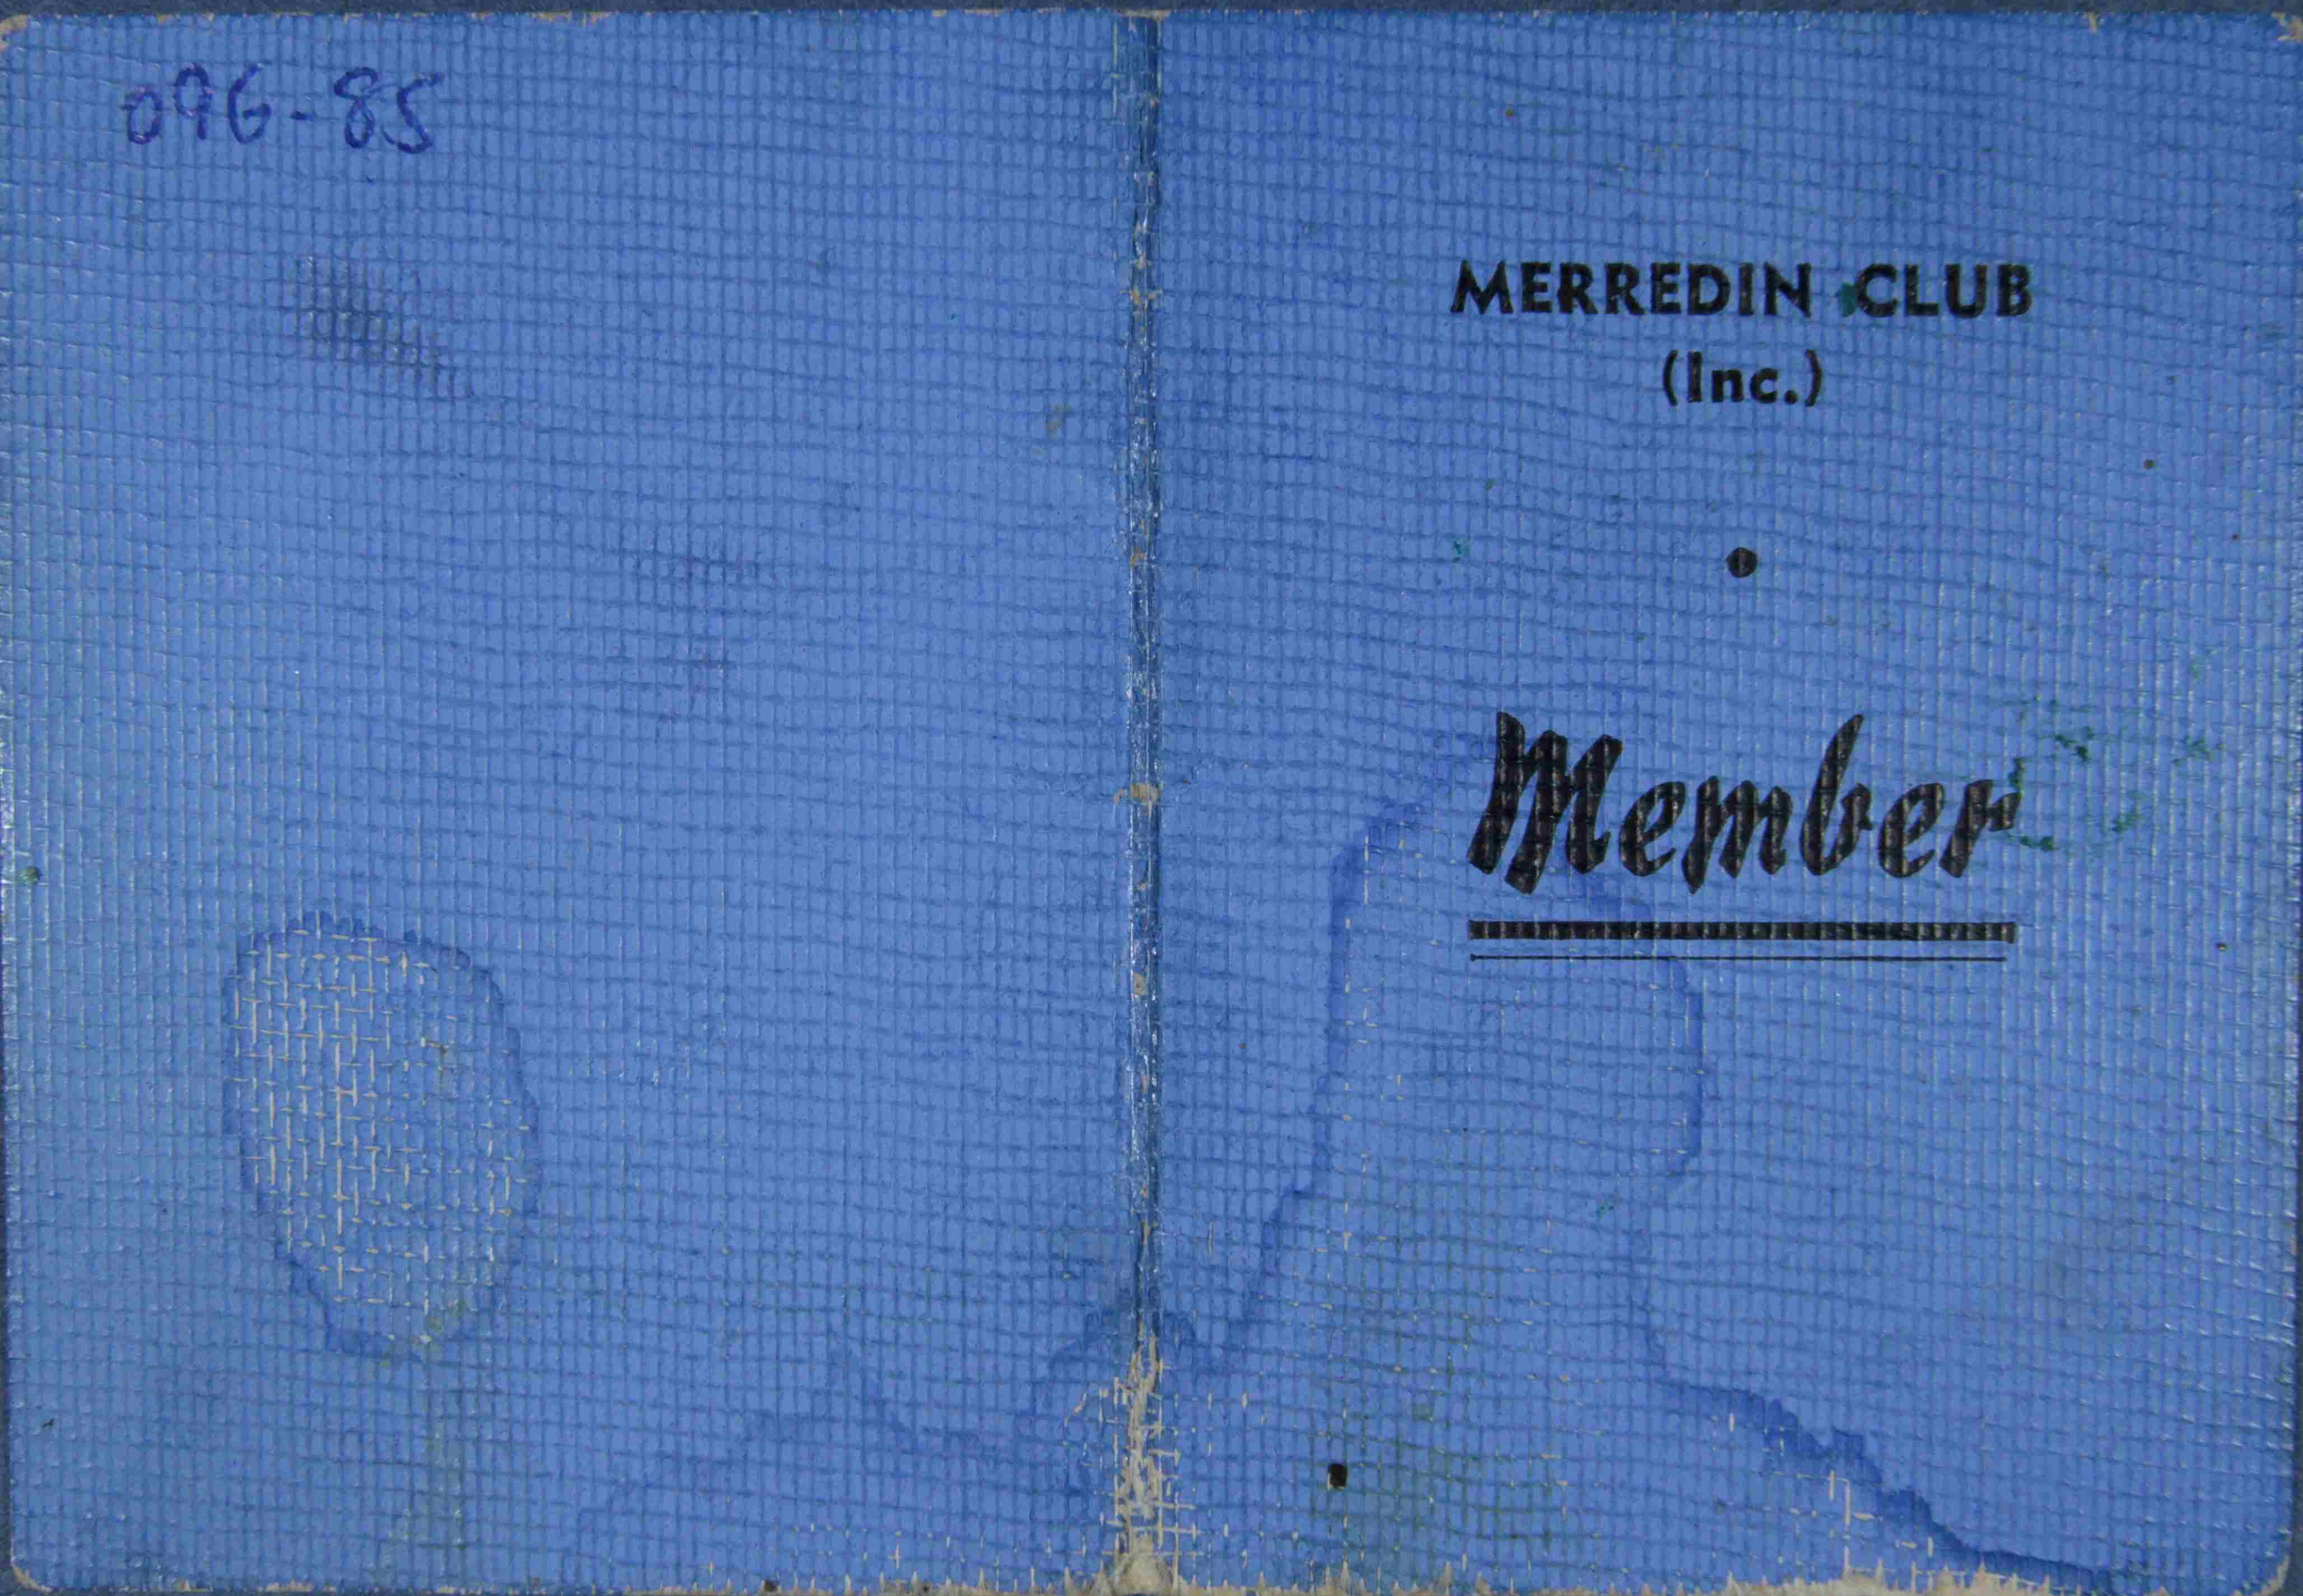 096-85
MERREDIN CLUB
(Inc.)
Member